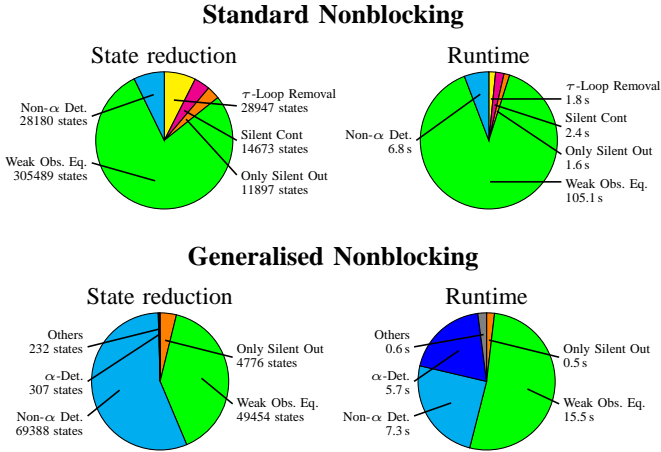 Standard Nonblocking
State reduction
τ-Loop Removal
28947 states
Non-α Det.
28180 states
Silent Cont
14673 states
Weak Obs. Eq.
305489 states
Only Silent Out
11897 states
Runtime
τ-Loop Removal
1.8 s
Silent Cont
2.4 s
Non-α Det.
6.8 s
Only Silent Out
1.6 s
Weak Obs. Eq.
105.1 s
Generalised Nonblocking
State reduction
Others
232 states
Only Silent Out
4776 states
α-Det.
307 states
Weak Obs. Eq.
49454 states
Non-α Det.
69388 states
Runtime
Others
0.6 s
Only Silent Out
0.5 s
α-Det.
5.7 s
Weak Obs. Eq.
15.5 s
Non-α Det.
7.3 s